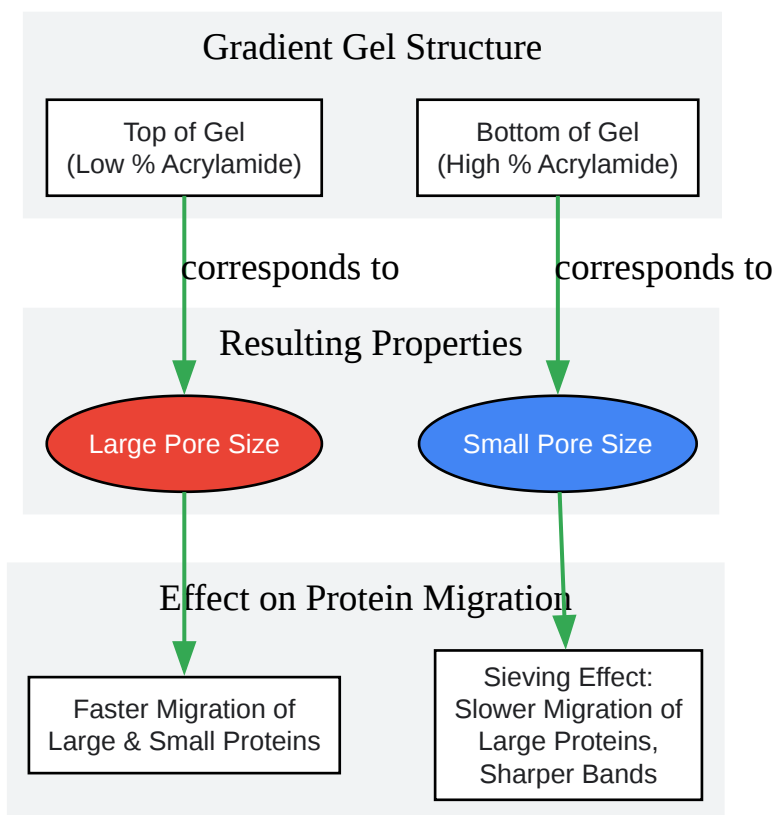 Gradient Gel Structure
Top of Gel
(Low % Acrylamide)
Bottom of Gel
(High % Acrylamide)
corresponds to
corresponds to
Resulting Properties
Large Pore Size
Small Pore Size
Effect on Protein Migration
Faster Migration of
Large & Small Proteins
Sieving Effect:
Slower Migration of
Large Proteins,
Sharper Bands